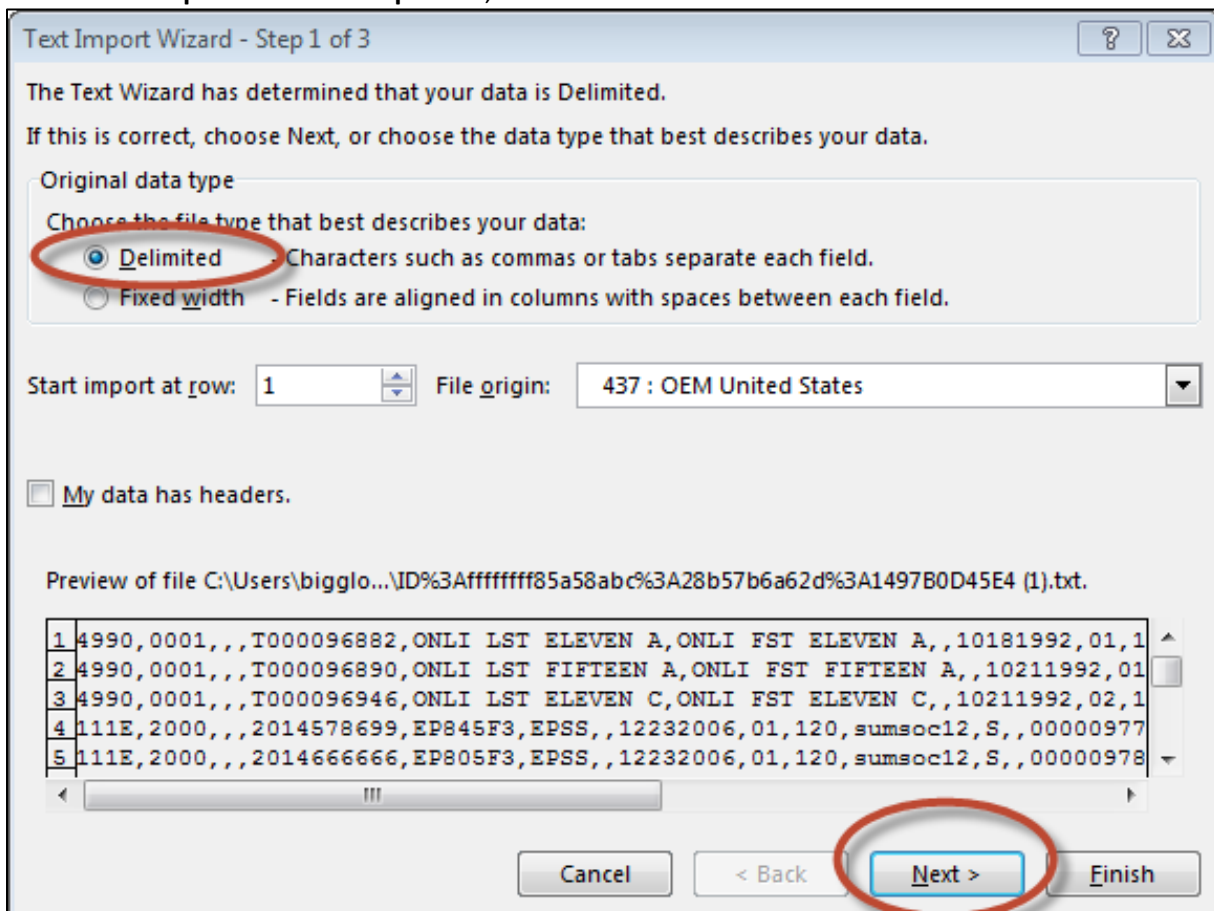 Text Import Wizard - Step 1 of 3
The Text Wizard has determined that your data is Delimited.
If this is correct, choose Next, or choose the data type that best describes your data.
Original data type
Choose the file type that best describes your data:
Delimited - Characters such as commas or tabs separate each field.
Fixed width - Fields are aligned in columns with spaces between each field.
Start import at row: 1 File origin: 437 : OEM United States
My data has headers.
Preview of file C:\Users\bigglo...\ID%3Affffffff85a58abc%3A28b57b6a62d%3A1497B0D45E4 (1).txt.
1 4990,0001,,,T000096882,ONLI LST ELEVEN A,ONLI FST ELEVEN A,,10181992,01,1
2 4990,0001,,,T000096890,ONLI LST FIFTEEN A,ONLI FST FIFTEEN A,,10211992,01
3 4990,0001,,,T000096946,ONLI LST ELEVEN C,ONLI FST ELEVEN C,,10211992,02,1
4 111E,2000,,,2014578699,EP845F3,EPSS,,12232006,01,120,sumsoc12,S,,00000977
5 111E,2000,,,2014666666,EP805F3,EPSS,,12232006,01,120,sumsoc12,S,,00000978
Cancel < Back Next > Finish